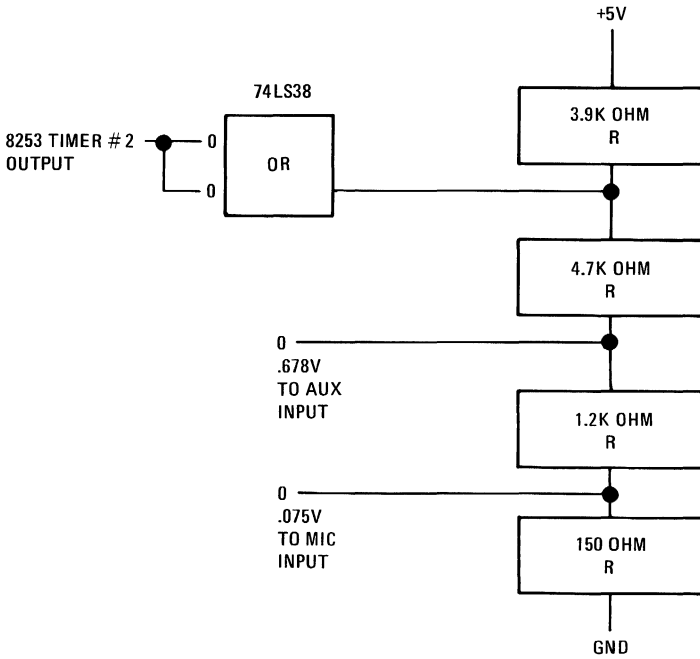 +5V
74LS38
3.9K OHM
R
8253 TIMER #2
OUTPUT
0
0
OR
4.7K OHM
R
0
.678V
TO AUX
INPUT
1.2K OHM
R
0
.075V
TO MIC
INPUT
150 OHM
R
GND